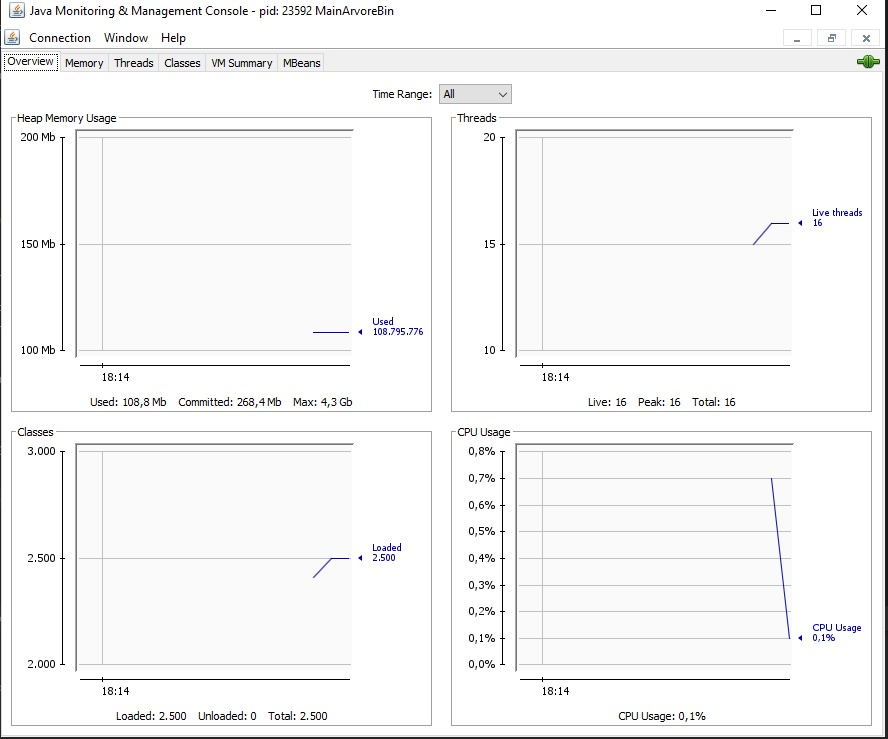 Java Monitoring & Management Console - pid: 23592 MainArvoreBin
Connection Window Help
Overview Memory Threads Classes VM Summary MBeans
Time Range: All
Heap Memory Usage
200 Mb
150 Mb
100 Mb
Used
108.795.776
18:14
Used: 108,8 Mb Committed: 268,4 Mb Max: 4,3 Gb
Threads
20
15
10
Live threads
16
18:14
Live: 16 Peak: 16 Total: 16
Classes
3.000
2.500
2.000
Loaded
2.500
18:14
Loaded: 2.500 Unloaded: 0 Total: 2.500
CPU Usage
0,8%
0,7%
0,6%
0,5%
0,4%
0,3%
0,2%
0,1%
0,0%
CPU Usage
0,1%
18:14
CPU Usage: 0,1%